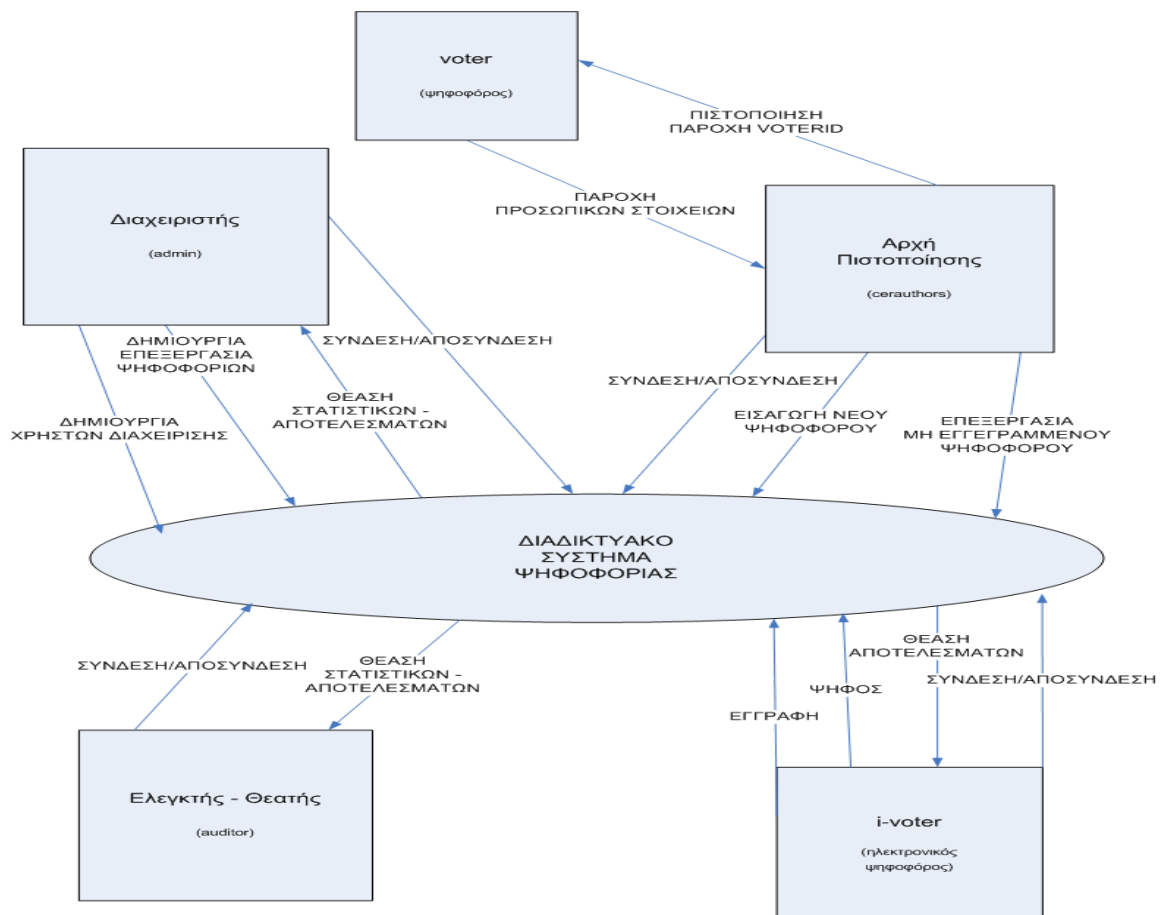 voter
(ψηφοφόρος)
ΠΙΣΤΟΠΟΙΗΣΗ
ΠΑΡΟΧΗ VOTERID
ΠΑΡΟΧΗ
ΠΡΟΣΩΠΙΚΩΝ ΣΤΟΙΧΕΙΩΝ
Διαχειριστής
(admin)
Αρχή
Πιστοποίησης
(cerauthors)
ΔΗΜΙΟΥΡΓΙΑ
ΕΠΕΞΕΡΓΑΣΙΑ
ΨΗΦΟΦΟΡΙΩΝ
ΣΥΝΔΕΣΗ/ΑΠΟΣΥΝΔΕΣΗ
ΔΗΜΙΟΥΡΓΙΑ
ΧΡΗΣΤΩΝ ΔΙΑΧΕΙΡΙΣΗΣ
ΘΕΑΣΗ
ΣΤΑΤΙΣΤΙΚΩΝ -
ΑΠΟΤΕΛΕΣΜΑΤΩΝ
ΣΥΝΔΕΣΗ/ΑΠΟΣΥΝΔΕΣΗ
ΕΙΣΑΓΩΓΗ ΝΕΟΥ
ΨΗΦΟΦΟΡΟΥ
ΕΠΕΞΕΡΓΑΣΙΑ
ΜΗ ΕΓΓΕΓΡΑΜΜΕΝΟΥ
ΨΗΦΟΦΟΡΟΥ
ΔΙΑΔΙΚΤΥΑΚΟ
ΣΥΣΤΗΜΑ
ΨΗΦΟΦΟΡΙΑΣ
ΣΥΝΔΕΣΗ/ΑΠΟΣΥΝΔΕΣΗ
ΘΕΑΣΗ
ΣΤΑΤΙΣΤΙΚΩΝ -
ΑΠΟΤΕΛΕΣΜΑΤΩΝ
ΕΓΓΡΑΦΗ
ΨΗΦΟΣ
ΘΕΑΣΗ
ΑΠΟΤΕΛΕΣΜΑΤΩΝ
ΣΥΝΔΕΣΗ/ΑΠΟΣΥΝΔΕΣΗ
Ελεγκτής - Θεατής
(auditor)
i-voter
(ηλεκτρονικός
ψηφοφόρος)